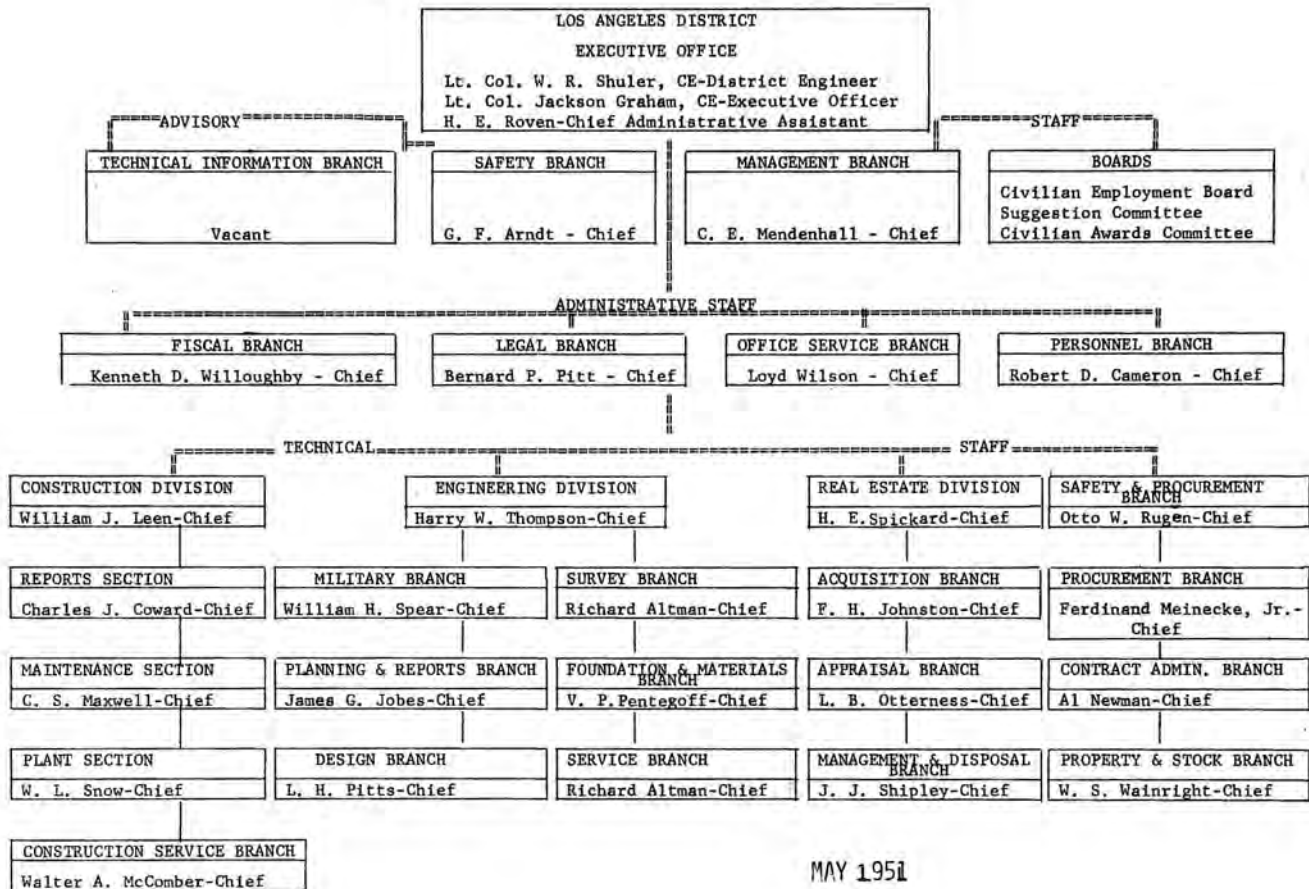 LOS ANGELES DISTRICT
EXECUTIVE OFFICE
Lt. Col. W. R. Shuler, CE-District Engineer
Lt. Col. Jackson Graham, CE-Executive Officer
H. E. Roven-Chief Administrative Assistant
ADVISORY
STAFF
TECHNICAL INFORMATION BRANCH
Vacant
SAFETY BRANCH
G. F. Arndt - Chief
MANAGEMENT BRANCH
C. E. Mendenhall - Chief
BOARDS
Civilian Employment Board
Suggestion Committee
Civilian Awards Committee
ADMINISTRATIVE STAFF
FISCAL BRANCH
Kenneth D. Willoughby - Chief
LEGAL BRANCH
Bernard P. Pitt - Chief
OFFICE SERVICE BRANCH
Loyd Wilson - Chief
PERSONNEL BRANCH
Robert D. Cameron - Chief
TECHNICAL
STAFF
CONSTRUCTION DIVISION
William J. Leen-Chief
ENGINEERING DIVISION
Harry W. Thompson-Chief
REAL ESTATE DIVISION
H. E. Spickard-Chief
SAFETY & PROCUREMENT
BRANCH
Otto W. Rugen-Chief
REPORTS SECTION
Charles J. Coward-Chief
MILITARY BRANCH
William H. Spear-Chief
SURVEY BRANCH
Richard Altman-Chief
ACQUISITION BRANCH
F. H. Johnston-Chief
PROCUREMENT BRANCH
Ferdinand Meinecke, Jr.-
Chief
MAINTENANCE SECTION
C. S. Maxwell-Chief
PLANNING & REPORTS BRANCH
James G. Jobes-Chief
FOUNDATION & MATERIALS
BRANCH
V. P. Pentegoff-Chief
APPRAISAL BRANCH
L. B. Otterness-Chief
CONTRACT ADMIN. BRANCH
Al Newman-Chief
PLANT SECTION
W. L. Snow-Chief
DESIGN BRANCH
L. H. Pitts-Chief
SERVICE BRANCH
Richard Altman-Chief
MANAGEMENT & DISPOSAL
BRANCH
J. J. Shipley-Chief
PROPERTY & STOCK BRANCH
W. S. Wainright-Chief
CONSTRUCTION SERVICE BRANCH
Walter A. McComber-Chief
MAY 1951